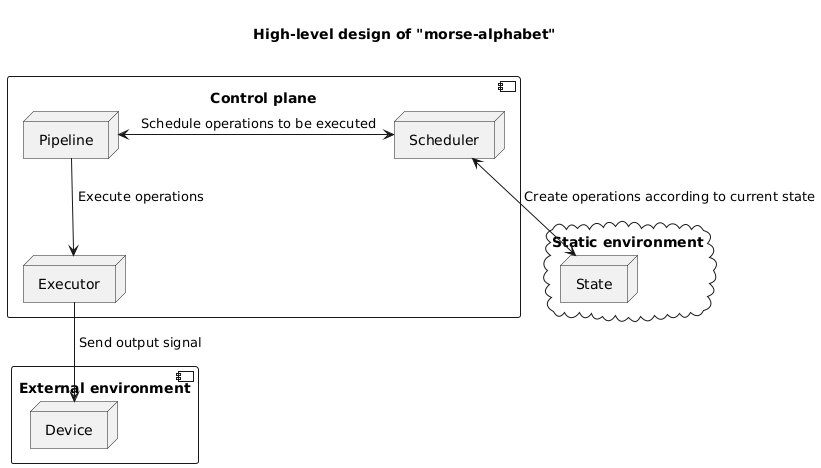 High-level design of "morse-alphabet"
Control plane
Schedule operations to be executed
Pipeline
Scheduler
Execute operations
Create operations according to current state
Static environment
Executor
State
Send output signal
External environment
Device